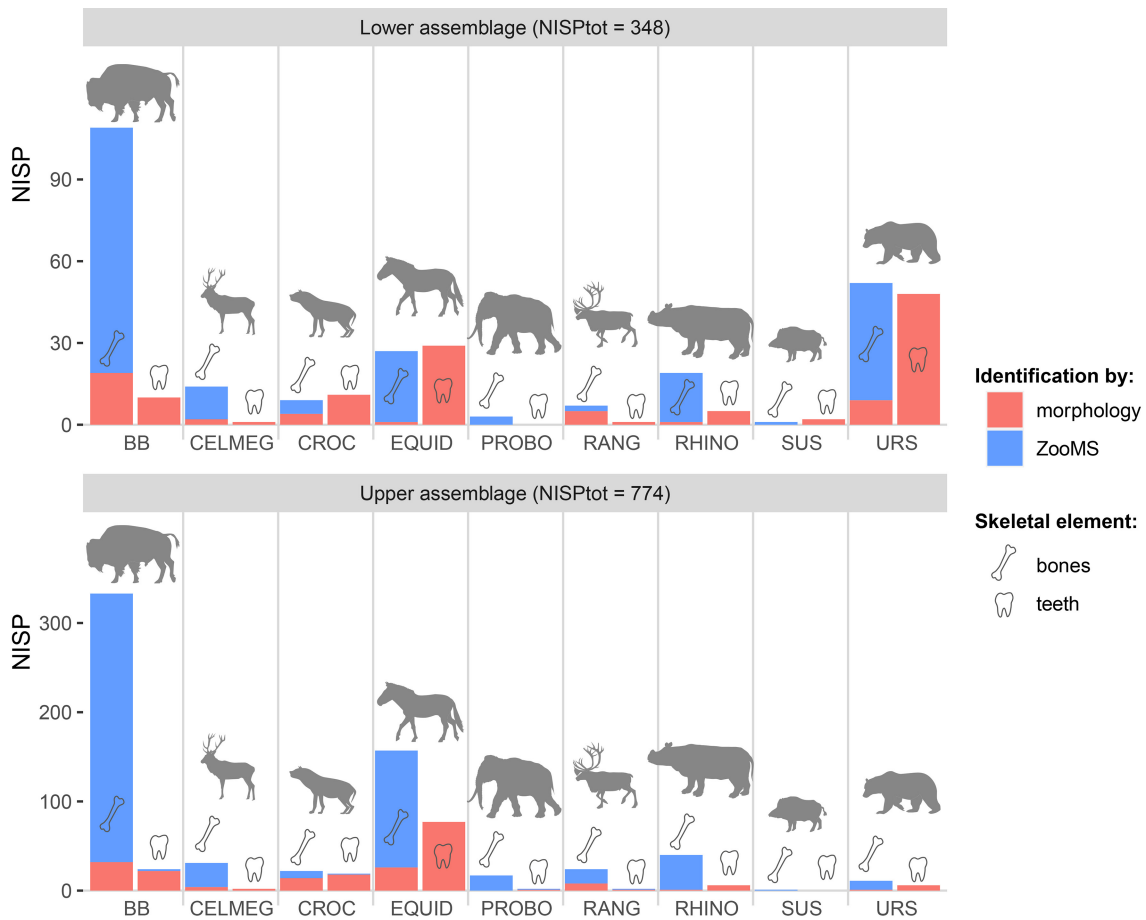 Lower assemblage (NISPtot = 348)
NISP
90
60
30
0
BB CELMEG CROC EQUID PROBO RANG RHINO SUS URS
Upper assemblage (NISPtot = 774)
NISP
300
200
100
0
BB CELMEG CROC EQUID PROBO RANG RHINO SUS URS
Identification by:
morphology
ZooMS
Skeletal element:
bones
teeth